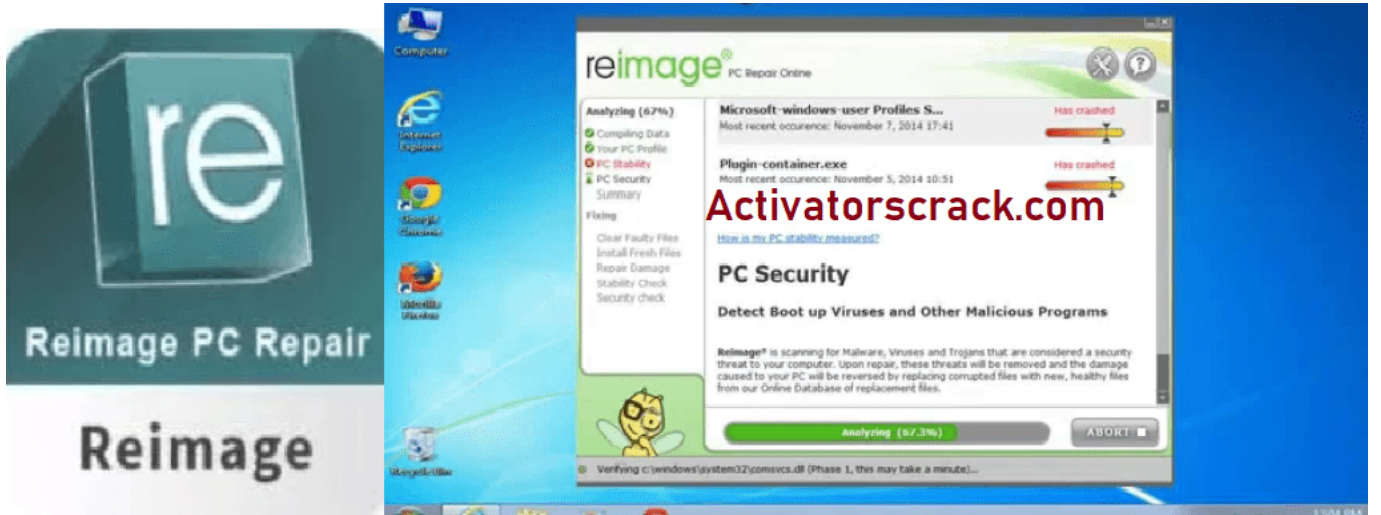 re
Reimage PC Repair
Reimage
Computer
Internet
Explorer
Google
Chrome
Mozilla
Firefox
Recycle Bin
reimage®
PC Repair Online
Analyzing (67%)
Compiling Data
Your PC Profile
PC Stability
PC Security
Summary
Fixing
Clear Faulty Files
Install Fresh Files
Repair Damage
Stability Check
Security check
Microsoft-windows-user Profiles S...
Has crashed
Most recent occurence: November 7, 2014 17:41
Plugin-container.exe
Has crashed
Most recent occurence: November 5, 2014 10:51
Activatorscrack.com
How is my PC stability measured?
PC Security
Detect Boot up Viruses and Other Malicious Programs
Reimage® is scanning for Malware, Viruses and Trojans that are considered a security
threat to your computer. Upon repair, these threats will be removed and the damage
caused to your PC will be reversed by replacing corrupted files with new, healthy files
from our Online Database of replacement files.
Analyzing (67.3%)
ABORT
Verifying c:\windows\system32\comsvcs.dll (Phase 1, this may take a minute)...